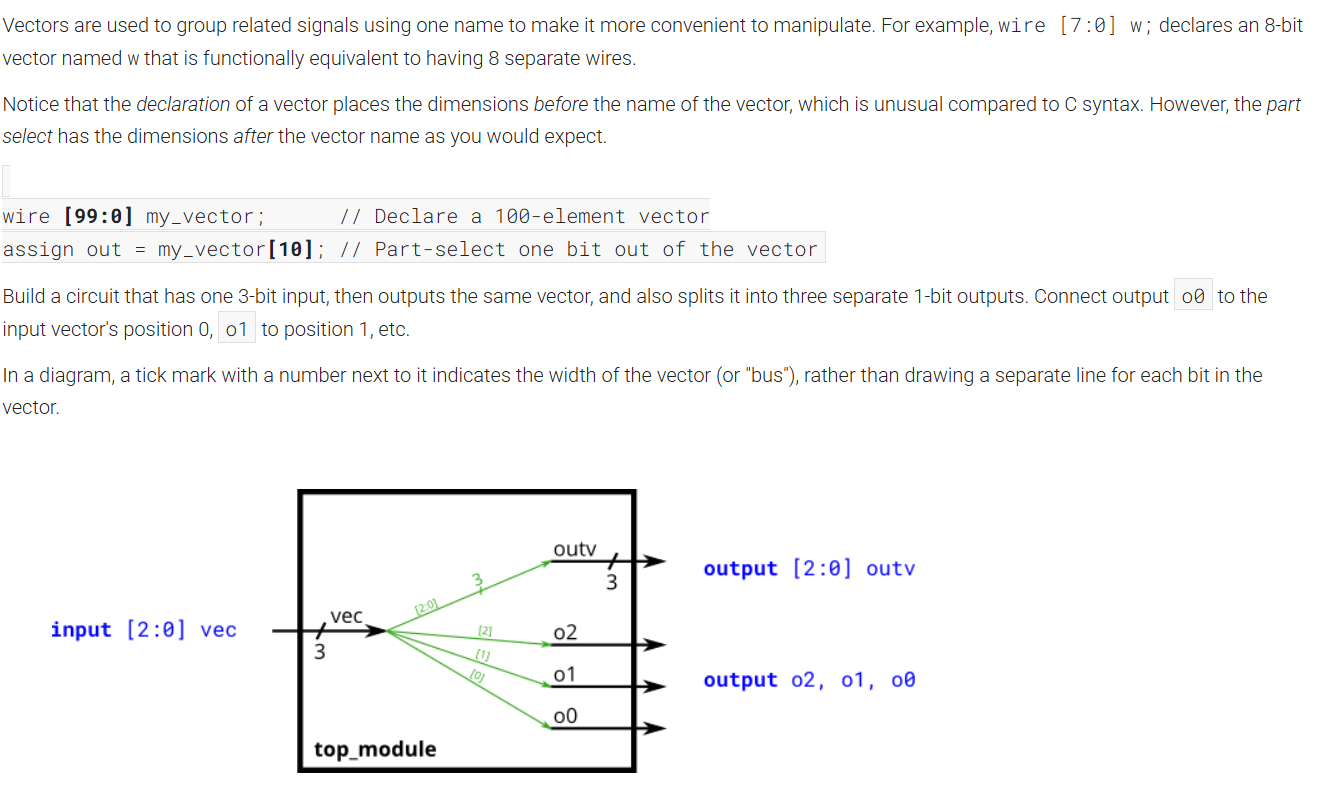 Vectors are used to group related signals using one name to make it more convenient to manipulate. For example, wire [7:0] w; declares an 8-bit
vector named w that is functionally equivalent to having 8 separate wires.
Notice that the declaration of a vector places the dimensions before the name of the vector, which is unusual compared to C syntax. However, the part
select has the dimensions after the vector name as you would expect.
wire [99:0] my_vector; // Declare a 100-element vector
assign out = my_vector[10]; // Part-select one bit out of the vector
Build a circuit that has one 3-bit input, then outputs the same vector, and also splits it into three separate 1-bit outputs. Connect output o0 to the
input vector's position 0, o1 to position 1, etc.
In a diagram, a tick mark with a number next to it indicates the width of the vector (or "bus"), rather than drawing a separate line for each bit in the
vector.
outv
3
output [2:0] outv
3
[2:0]
input [2:0] vec
vec
3
[2]
o2
[1]
[0]
o1
output o2, o1, o0
o0
top_module